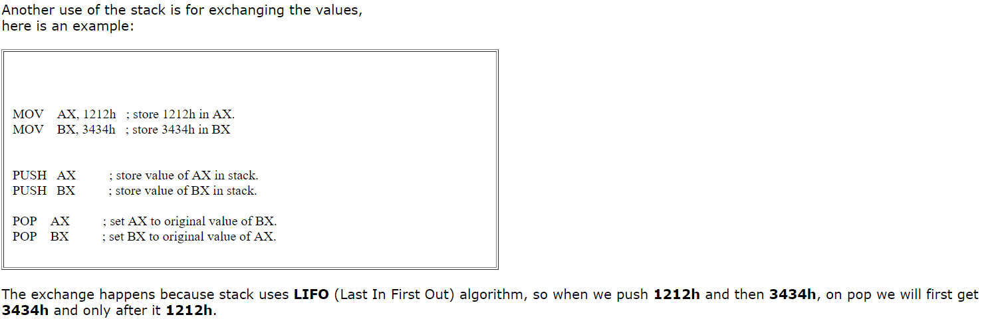 Another use of the stack is for exchanging the values,
here is an example:
MOV AX, 1212h ; store 1212h in AX.
MOV BX, 3434h ; store 3434h in BX
PUSH AX ; store value of AX in stack.
PUSH BX ; store value of BX in stack.
POP AX ; set AX to original value of BX.
POP BX ; set BX to original value of AX.
The exchange happens because stack uses LIFO (Last In First Out) algorithm, so when we push 1212h and then 3434h, on pop we will first get
3434h and only after it 1212h.